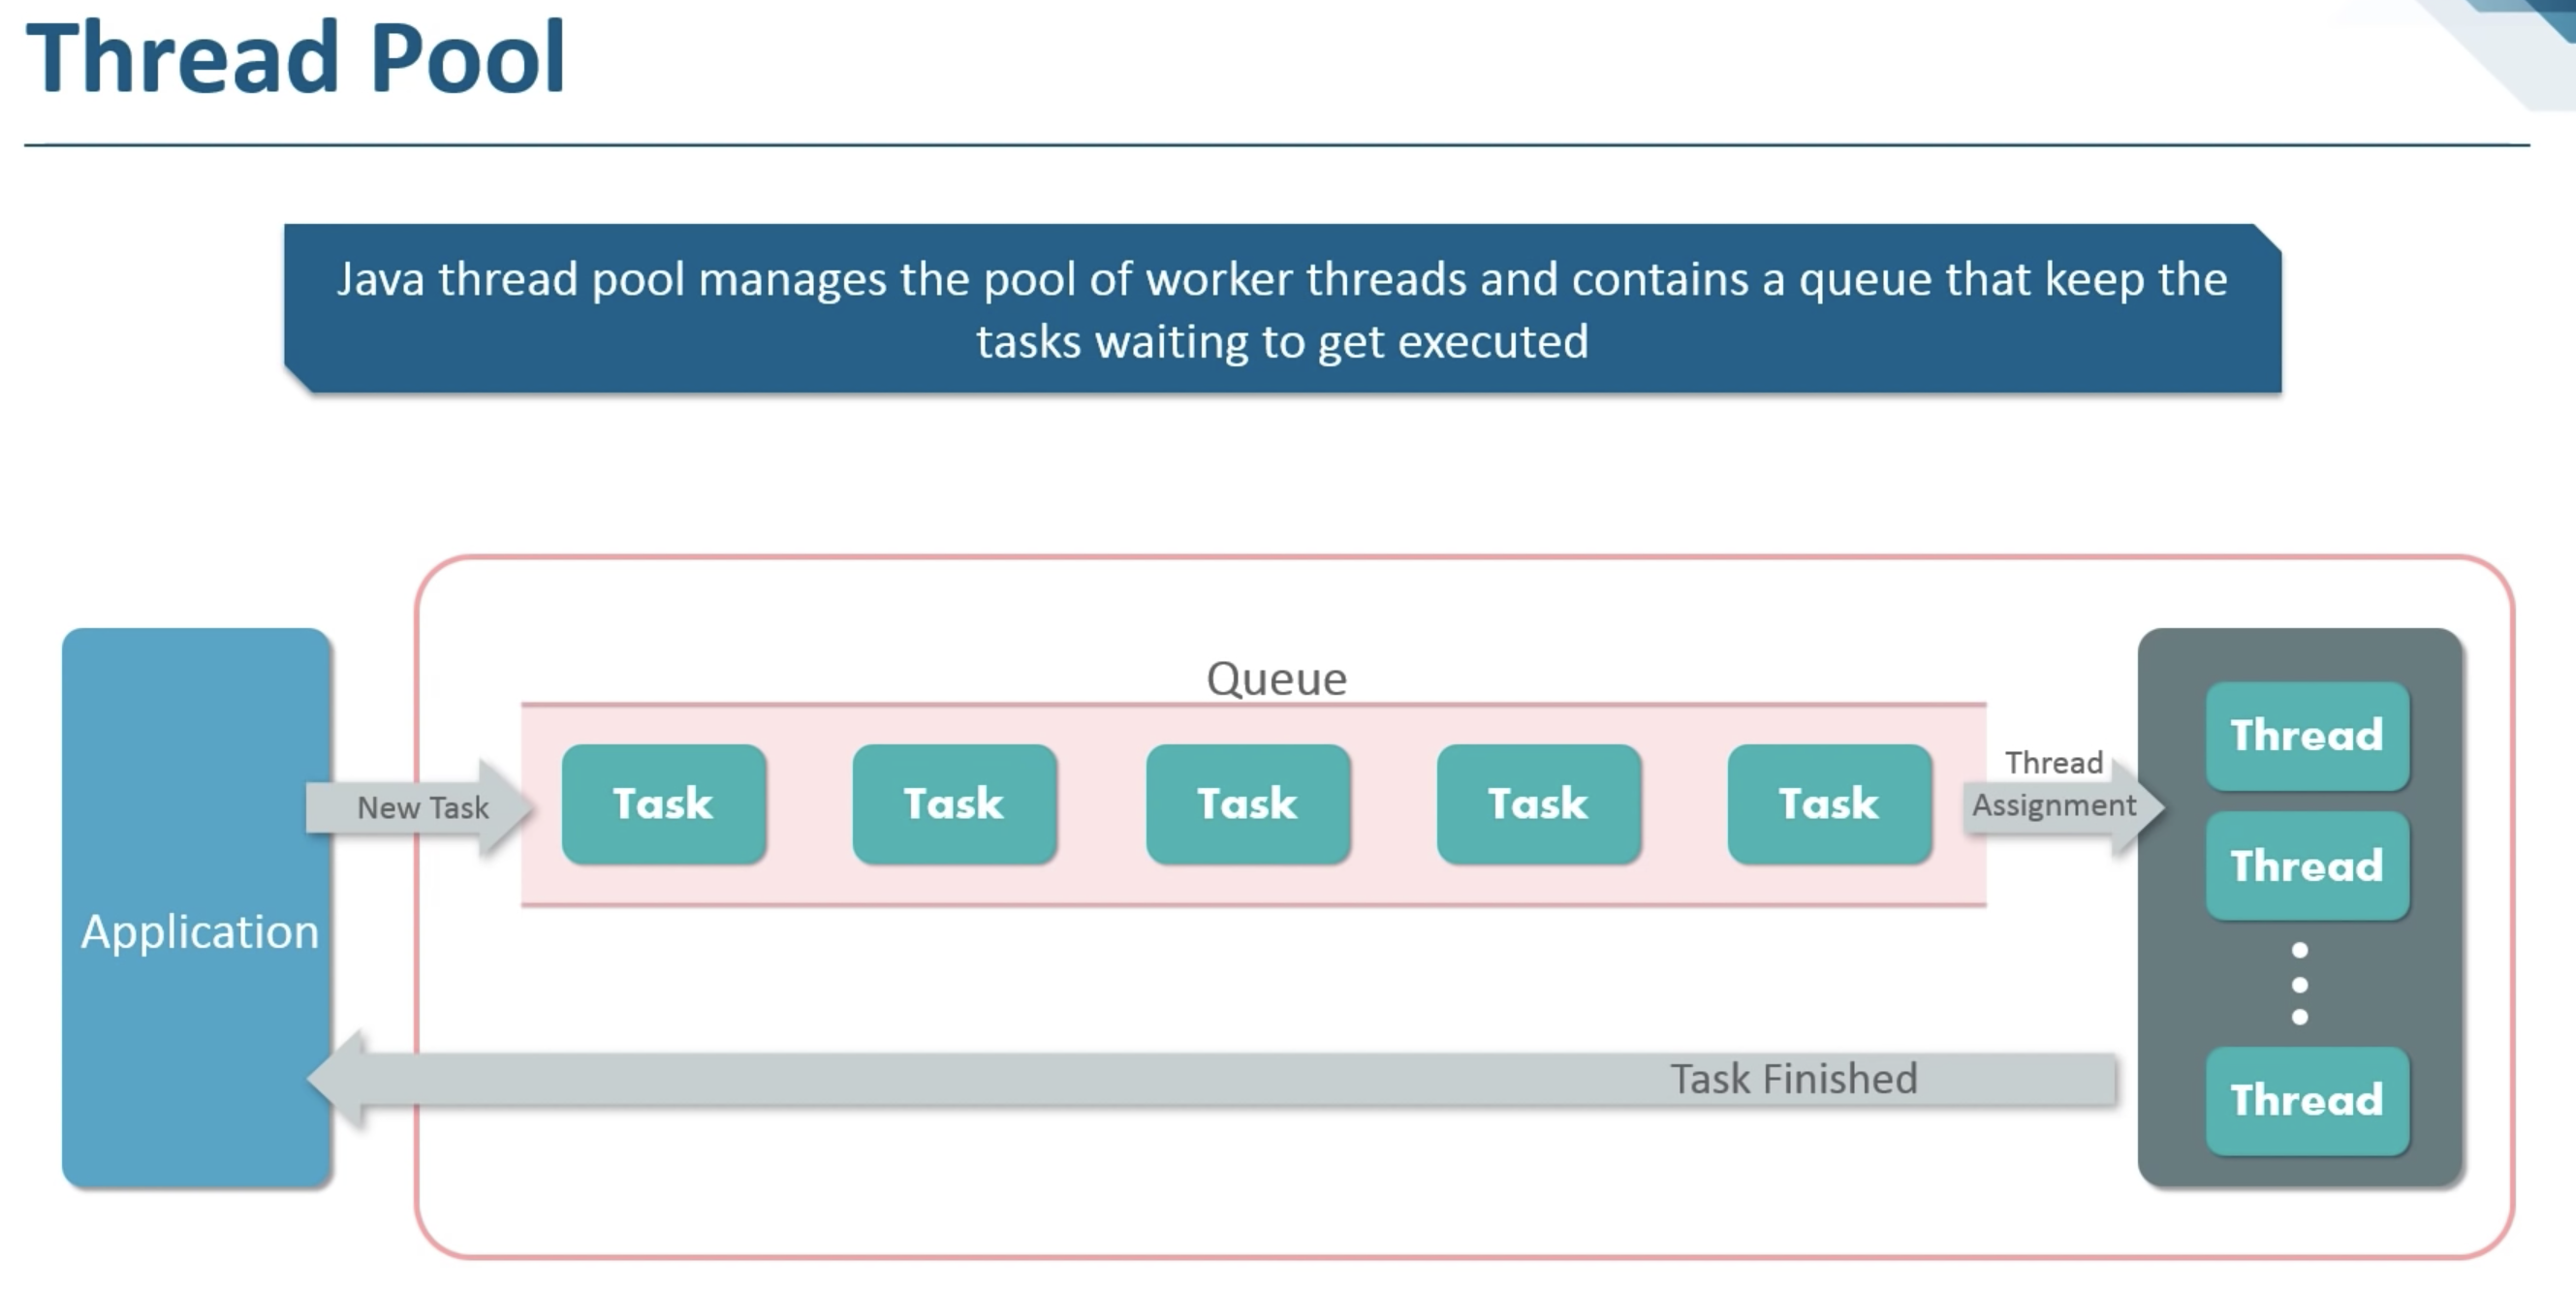 Thread Pool
Java thread pool manages the pool of worker threads and contains a queue that keep the
tasks waiting to get executed
Queue
Application
New Task
Task
Task
Task
Task
Task
Thread
Assignment
Thread
Thread
Thread
Task Finished